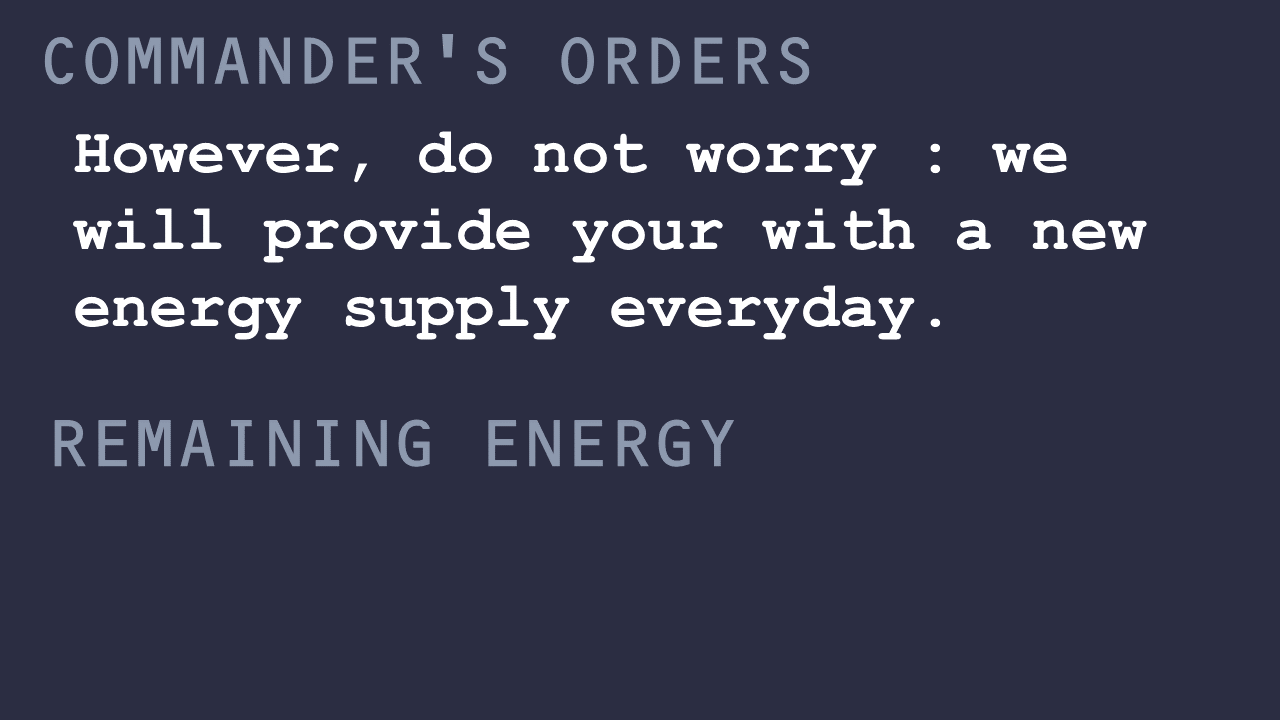 COMMANDER'S ORDERS
However, do not worry : we
will provide your with a new
energy supply everyday.
REMAINING ENERGY